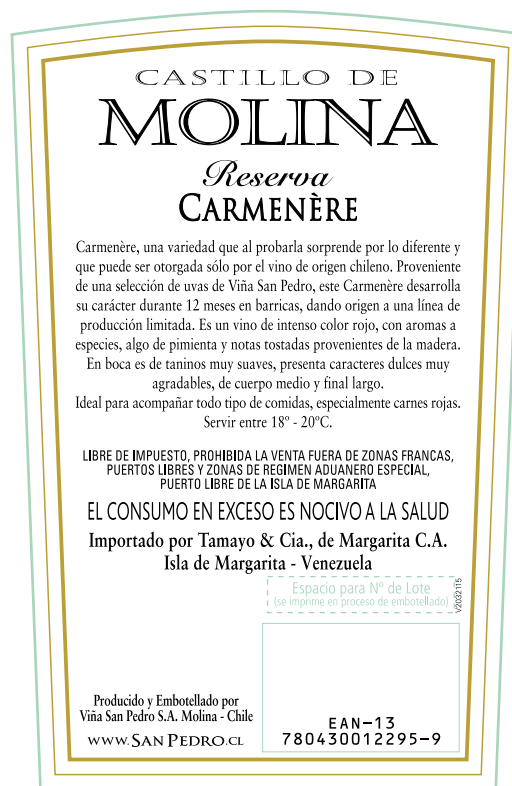 CASTILLO DE
MOLINA
Reserva
CARMENÈRE
Carmenère, una variedad que al probarla sorprende por lo diferente y
que puede ser otorgada sólo por el vino de origen chileno. Proveniente
de una selección de uvas de Viña San Pedro, este Carmenère desarrolla
su carácter durante 12 meses en barricas, dando origen a una línea de
producción limitada. Es un vino de intenso color rojo, con aromas a
especies, algo de pimienta y notas tostadas provenientes de la madera.
En boca es de taninos muy suaves, presenta caracteres dulces muy
agradables, de cuerpo medio y final largo.
Ideal para acompañar todo tipo de comidas, especialmente carnes rojas.
Servir entre 18º - 20ºC.
LIBRE DE IMPUESTO, PROHIBIDA LA VENTA FUERA DE ZONAS FRANCAS,
PUERTOS LIBRES Y ZONAS DE REGIMEN ADUANERO ESPECIAL,
PUERTO LIBRE DE LA ISLA DE MARGARITA
EL CONSUMO EN EXCESO ES NOCIVO A LA SALUD
Importado por Tamayo & Cia., de Margarita C.A.
Isla de Margarita - Venezuela
Espacio para Nº de Lote
(se imprime en proceso de embotellado)
V2032115
Producido y Embotellado por
Viña San Pedro S.A. Molina - Chile
WWW.SAN PEDRO.CL
EAN-13
780430012295-9